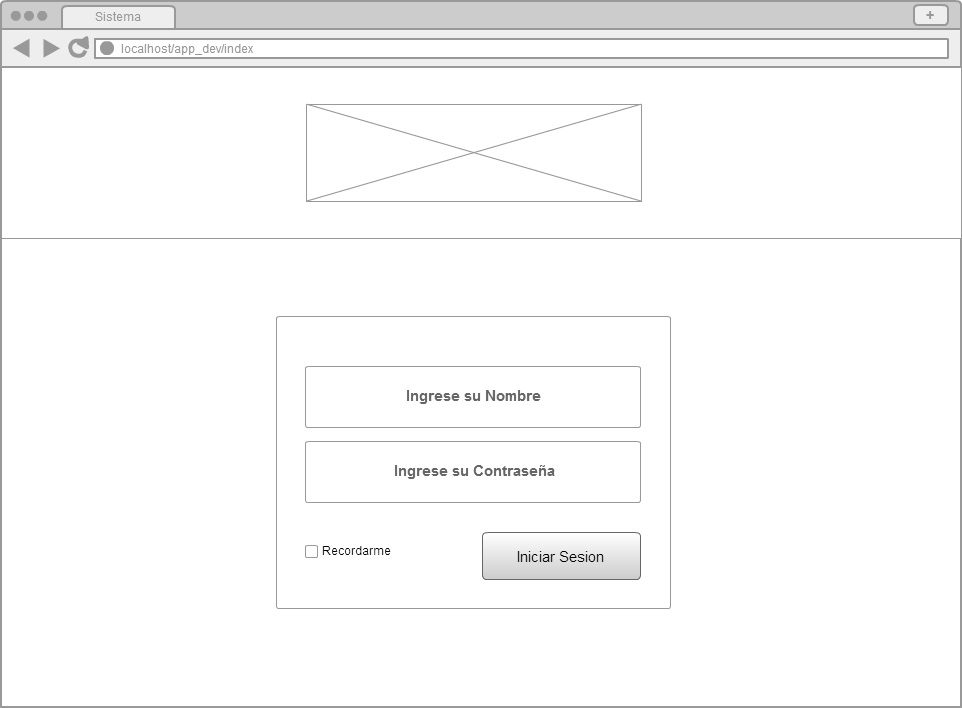 Sistema
+
localhost/app_dev/index
Ingrese su Nombre
Ingrese su Contraseña
Recordarme
Iniciar Sesion